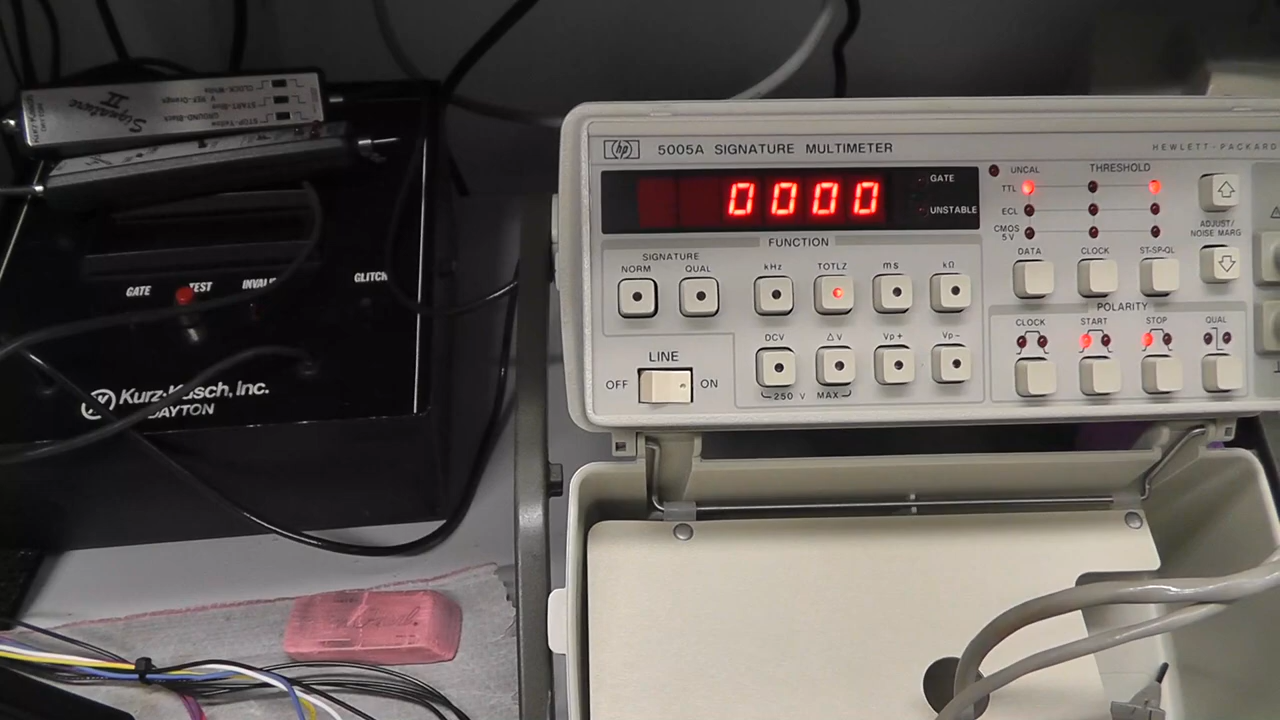 CLOCK-White
V REF-Orange
START-Blue
GROUND-Black
STOP-Yellow
Signature II
GATE TEST INVALID GLITCH
Kurz-Kasch, Inc.
DAYTON
hp 5005A SIGNATURE MULTIMETER HEWLETT-PACKARD
0000
GATE
UNSTABLE
UNCAL THRESHOLD
TTL
ECL
CMOS
5V
DATA CLOCK ST-SP-QL
ADJUST/
NOISE MARG
FUNCTION
SIGNATURE
NORM QUAL kHz TOTLZ ms kΩ
DCV ΔV Vp+ Vp-
250 V MAX
LINE
OFF ON
POLARITY
CLOCK START STOP QUAL